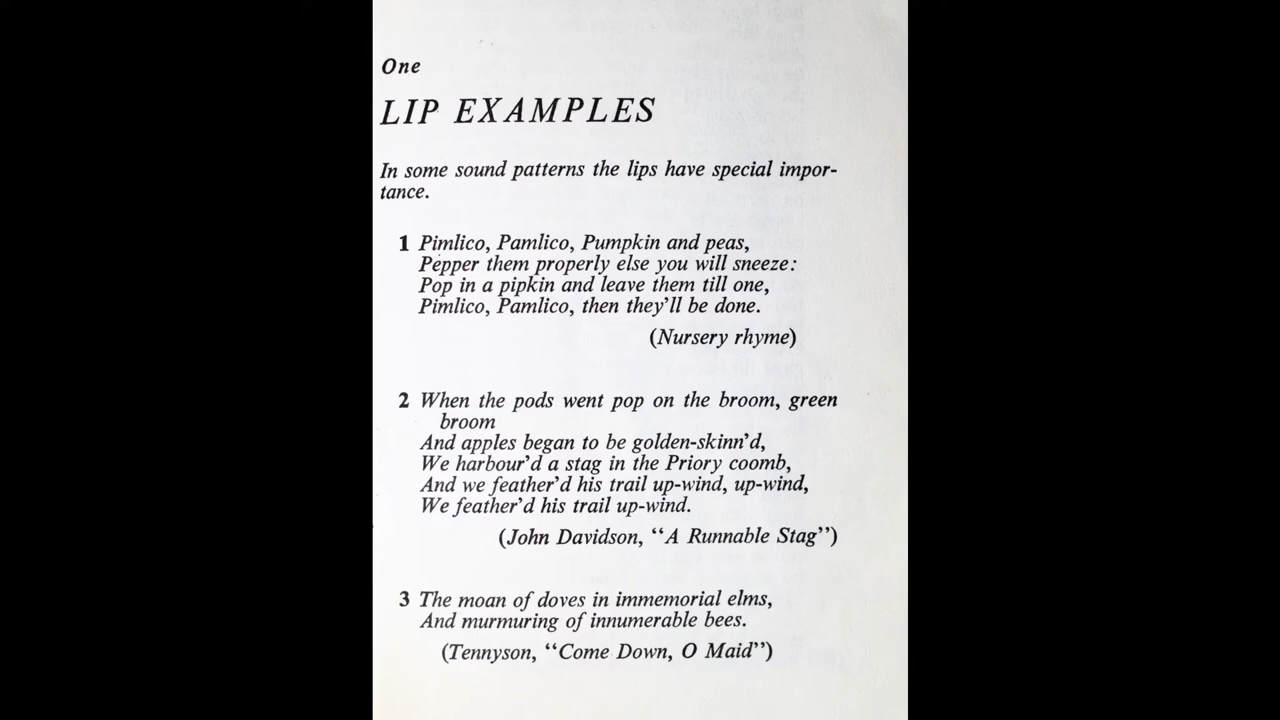 One
LIP EXAMPLES
In some sound patterns the lips have special impor-
tance.
1 Pimlico, Pamlico, Pumpkin and peas,
Pepper them properly else you will sneeze:
Pop in a pipkin and leave them till one,
Pimlico, Pamlico, then they'll be done.
(Nursery rhyme)
2 When the pods went pop on the broom, green
broom
And apples began to be golden-skinn'd,
We harbour'd a stag in the Priory coomb,
And we feather'd his trail up-wind, up-wind,
We feather'd his trail up-wind.
(John Davidson, “A Runnable Stag”)
3 The moan of doves in immemorial elms,
And murmuring of innumerable bees.
(Tennyson, “Come Down, O Maid”)